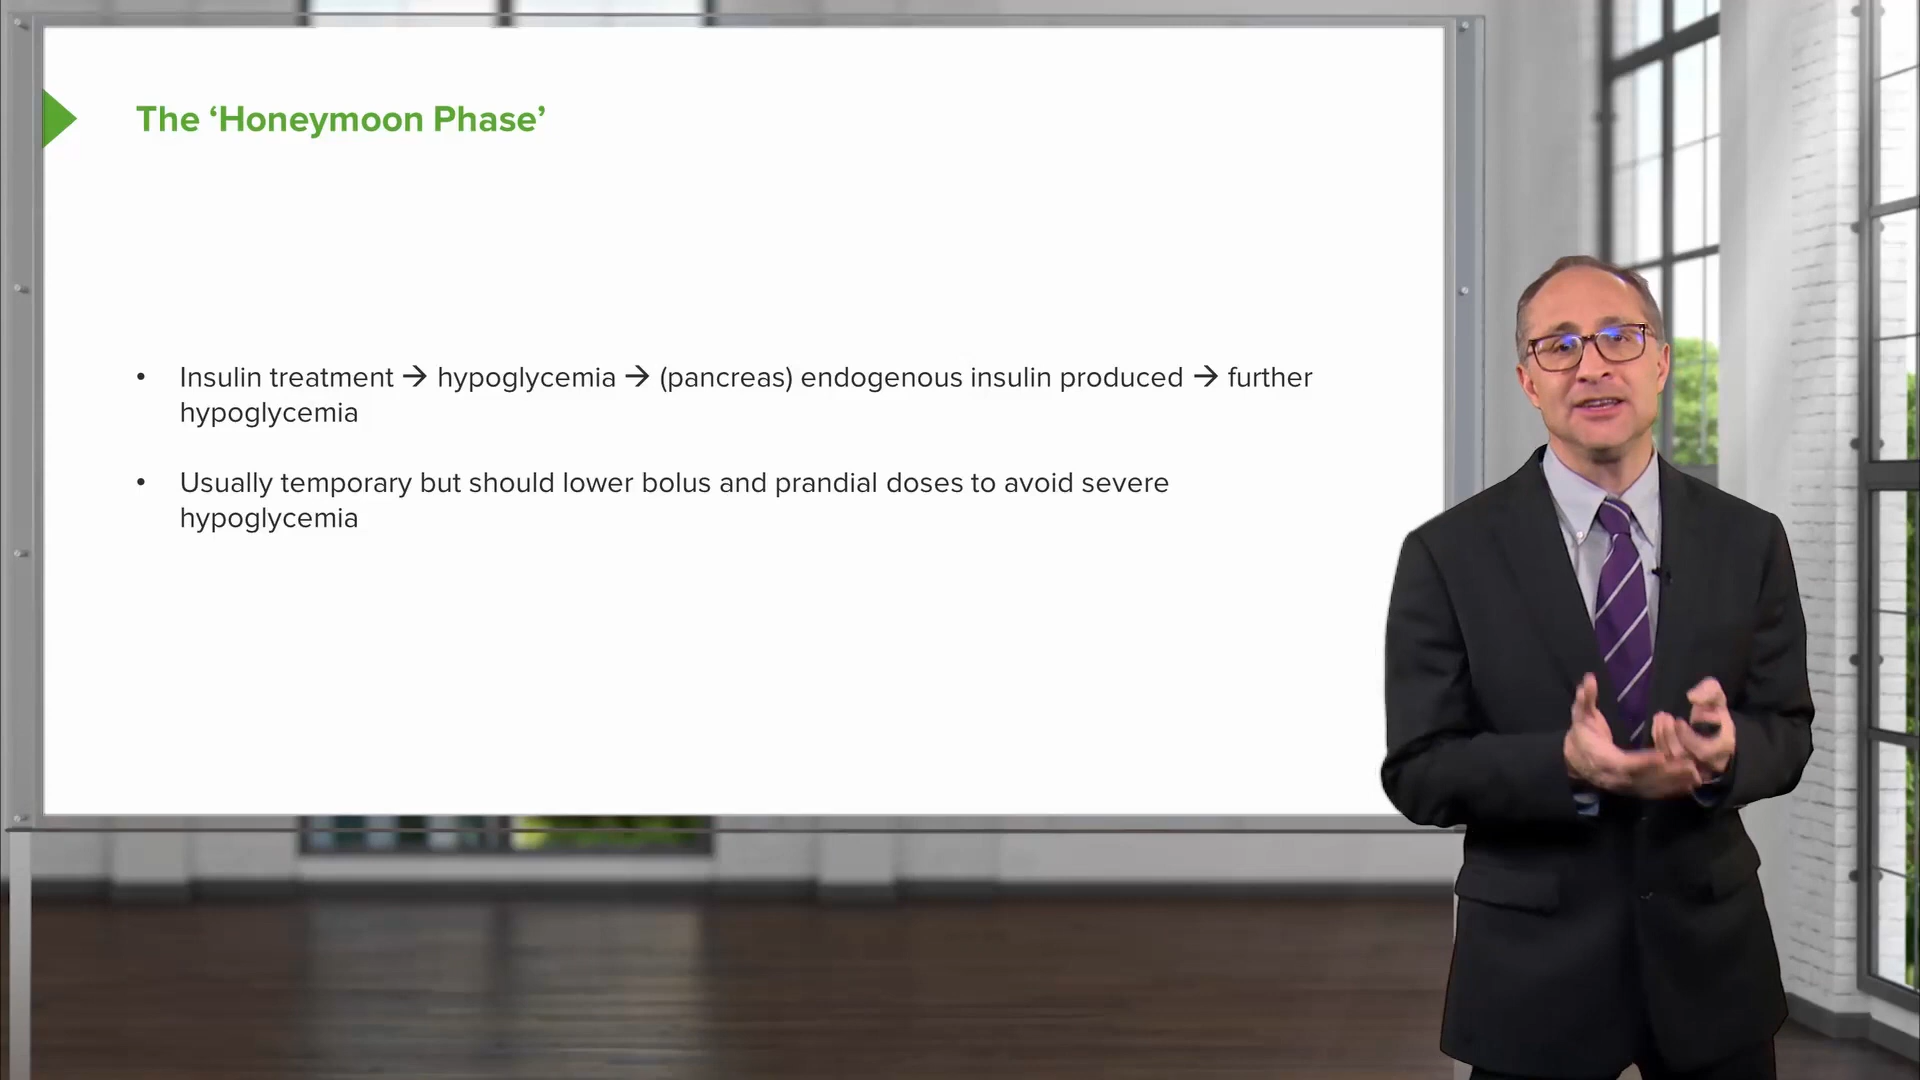 The ‘Honeymoon Phase’
• Insulin treatment → hypoglycemia → (pancreas) endogenous insulin produced → further
hypoglycemia
• Usually temporary but should lower bolus and prandial doses to avoid severe
hypoglycemia